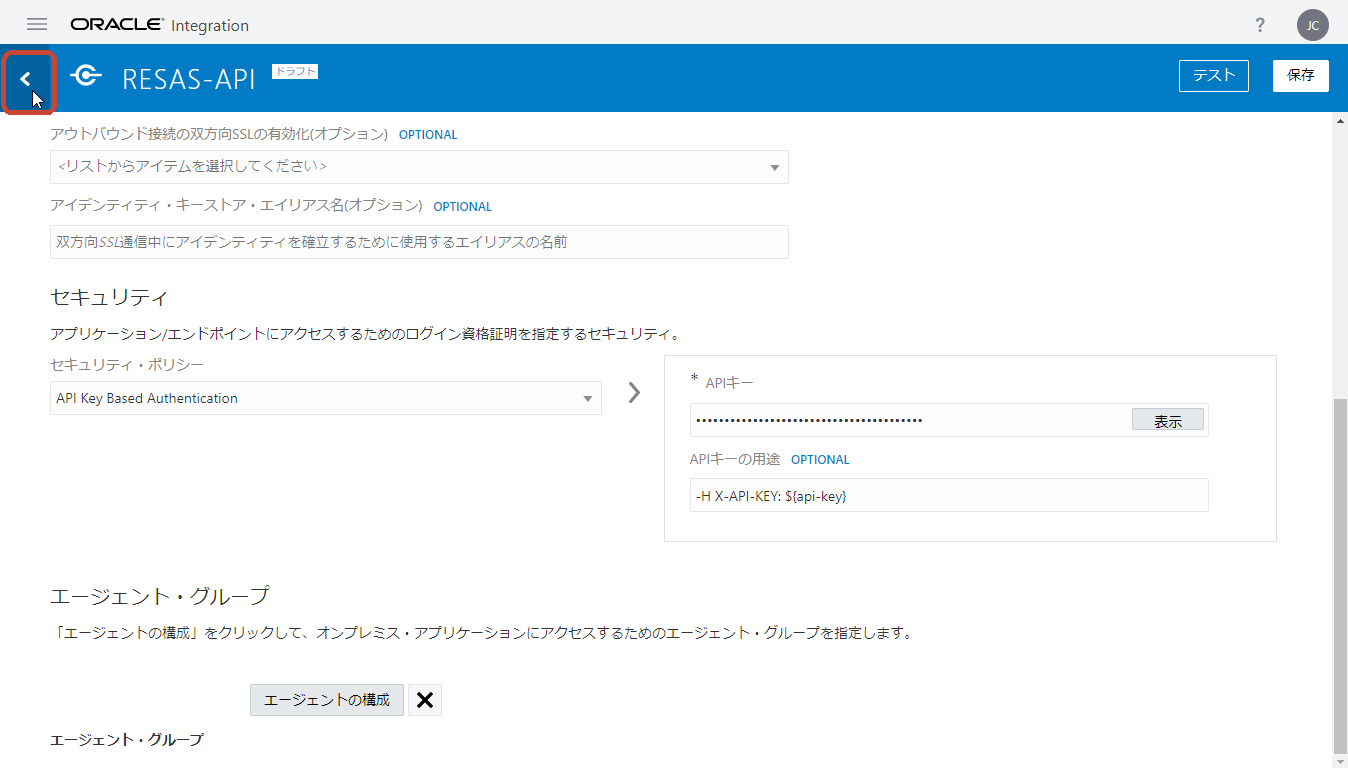 ORACLE Integration
?
JC
RESAS-API ドラフト
テスト
保存
アウトバウンド接続の双方向SSLの有効化(オプション) OPTIONAL
<リストからアイテムを選択してください>
アイデンティティ・キーストア・エイリアス名(オプション) OPTIONAL
双方向SSL通信中にアイデンティティを確立するために使用するエイリアスの名前
セキュリティ
アプリケーション/エンドポイントにアクセスするためのログイン資格証明を指定するセキュリティ。
セキュリティ・ポリシー
API Key Based Authentication
* APIキー
表示
APIキーの用途 OPTIONAL
-H X-API-KEY: ${api-key}
エージェント・グループ
「エージェントの構成」をクリックして、オンプレミス・アプリケーションにアクセスするためのエージェント・グループを指定します。
エージェントの構成
エージェント・グループ